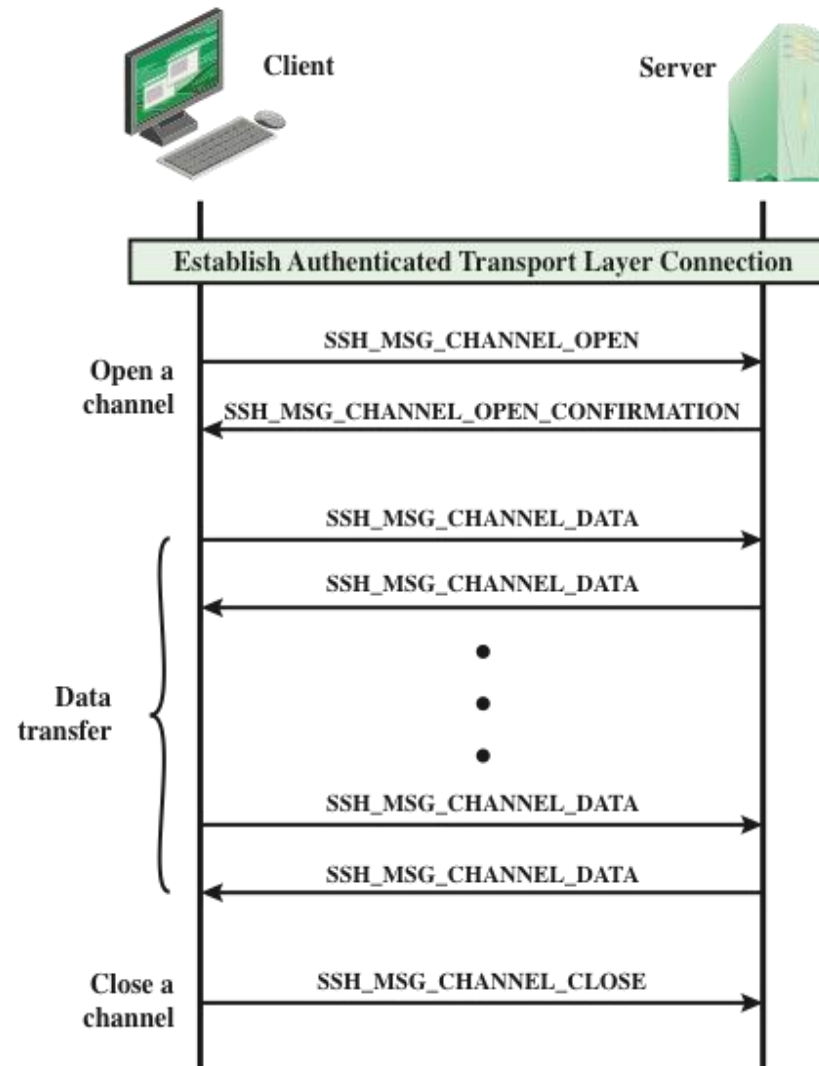 Client
Server
Establish Authenticated Transport Layer Connection
SSH_MSG_CHANNEL_OPEN
Open a
channel
SSH_MSG_CHANNEL_OPEN_CONFIRMATION
SSH_MSG_CHANNEL_DATA
SSH_MSG_CHANNEL_DATA
Data
transfer
SSH_MSG_CHANNEL_DATA
SSH_MSG_CHANNEL_DATA
Close a
channel
SSH_MSG_CHANNEL_CLOSE